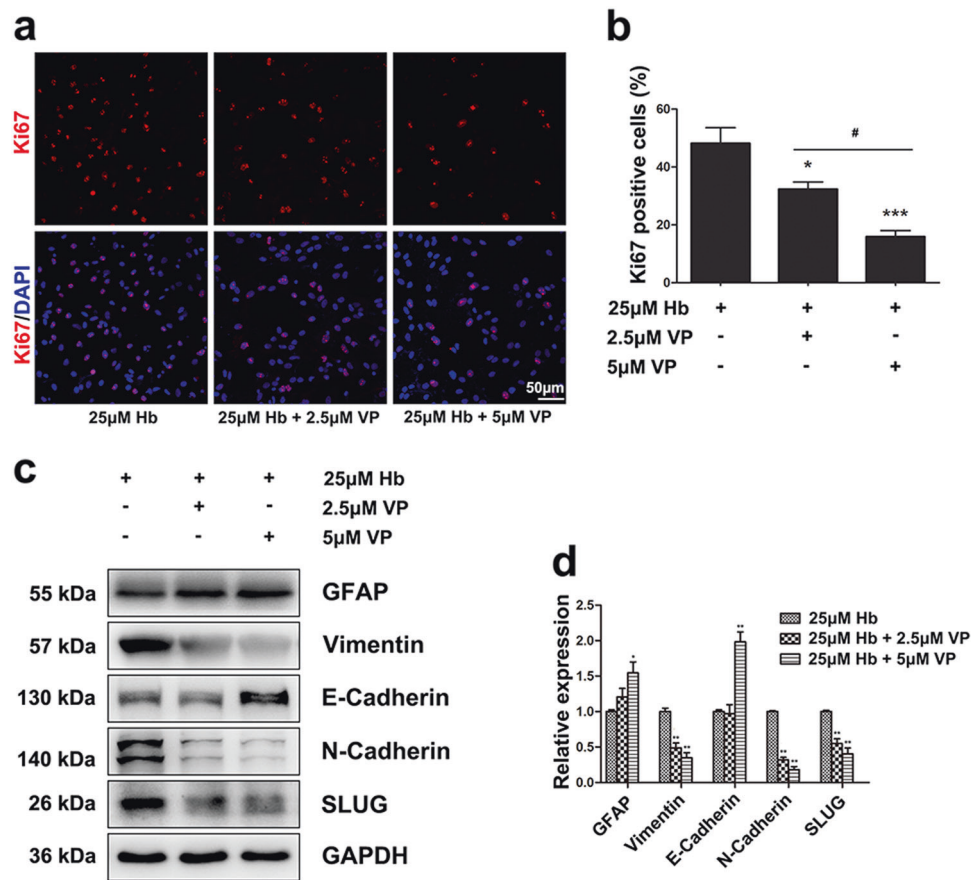 a
Ki67
Ki67/DAPI
50µm
25µM Hb
25µM Hb + 2.5µM VP
25µM Hb + 5µM VP
b
Ki67 positive cells (%)
60
40
20
0
#
*
***
25µM Hb + + +
2.5µM VP - + -
5µM VP - - +
c
+ + + 25µM Hb
- + - 2.5µM VP
- - + 5µM VP
55 kDa GFAP
57 kDa Vimentin
130 kDa E-Cadherin
140 kDa N-Cadherin
26 kDa SLUG
36 kDa GAPDH
d
Relative expression
2.5
2.0
1.5
1.0
0.5
0.0
* ** ** ** ** ** ** **
25µM Hb
25µM Hb + 2.5µM VP
25µM Hb + 5µM VP
GFAP
Vimentin
E-Cadherin
N-Cadherin
SLUG